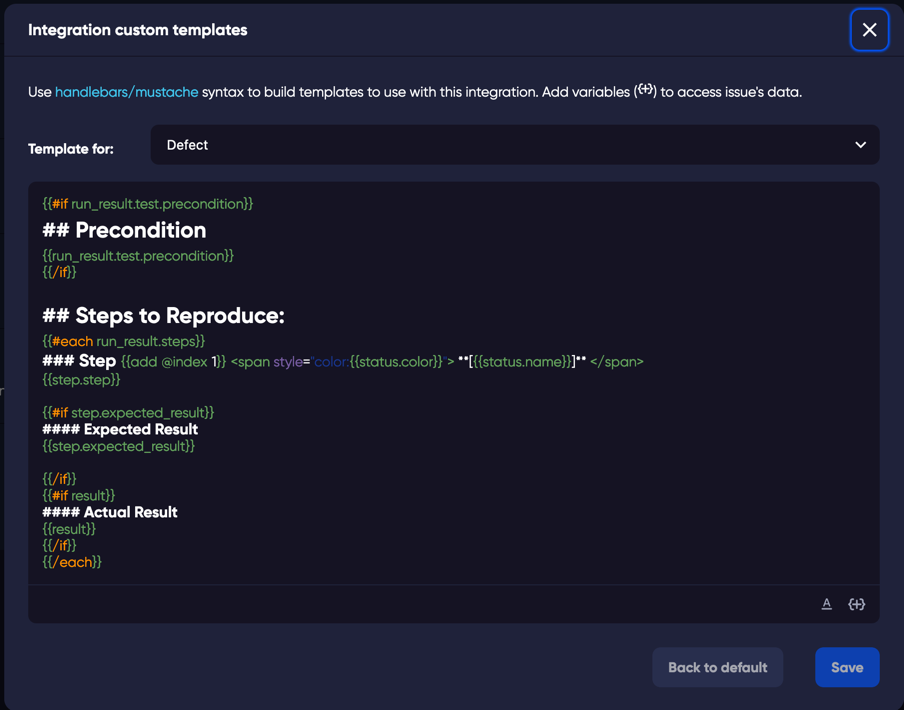 Integration custom templates
Use handlebars/mustache syntax to build templates to use with this integration. Add variables ({+}) to access issue's data.
Template for:
Defect
{{#if run_result.test.precondition}}
## Precondition
{{run_result.test.precondition}}
{{/if}}
## Steps to Reproduce:
{{#each run_result.steps}}
### Step {{add @index 1}} <span style="color:{{status.color}}"> **[{{status.name}}]** </span>
{{step.step}}
{{#if step.expected_result}}
#### Expected Result
{{step.expected_result}}
{{/if}}
{{#if result}}
#### Actual Result
{{result}}
{{/if}}
{{/each}}
A {+}
Back to default
Save